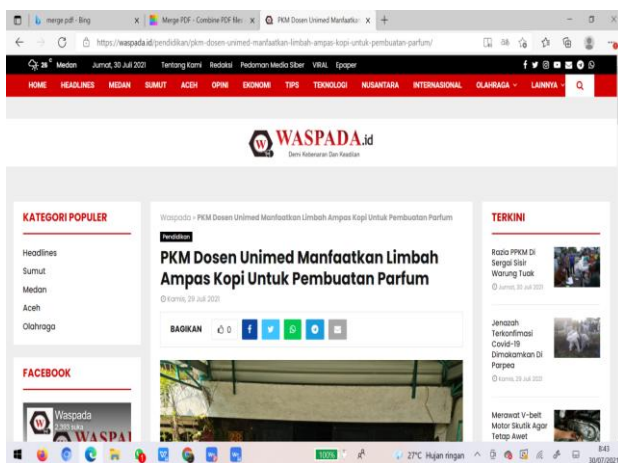 merge pdf - Bing
Merge PDF - Combine PDF files
PKM Dosen Unimed Manfaatka
https://waspada.id/pendidikan/pkm-dosen-unimed-manfaatkan-limbah-ampas-kopi-untuk-pembuatan-parfum/
28° Medan Jumat, 30 Juli 2021 Tentang Kami Redaksi Pedoman Media Siber VIRAL Epaper
HOME HEADLINES MEDAN SUMUT ACEH OPINI EKONOMI TIPS TEKNOLOGI NUSANTARA INTERNASIONAL OLAHRAGA LAINNYA
WASPADA.id
Demi Kebenaran Dan Keadilan
KATEGORI POPULER
Headlines
Sumut
Medan
Aceh
Olahraga
FACEBOOK
Waspada
2.393 suka
WASPA
Waspada » PKM Dosen Unimed Manfaatkan Limbah Ampas Kopi Untuk Pembuatan Parfum
Pendidikan
PKM Dosen Unimed Manfaatkan Limbah
Ampas Kopi Untuk Pembuatan Parfum
Kamis, 29 Juli 2021
BAGIKAN 0
TERKINI
Razia PPKM Di
Sergai Sisir
Warung Tuak
Jumat, 30 Juli 2021
Jenazah
Terkonfirmasi
Covid-19
Dimakamkan Di
Parpea
Kamis, 29 Juli 2021
Merawat V-belt
Motor Skutik Agar
Tetap Awet
100%
27°C Hujan ringan
8:43
30/07/2021